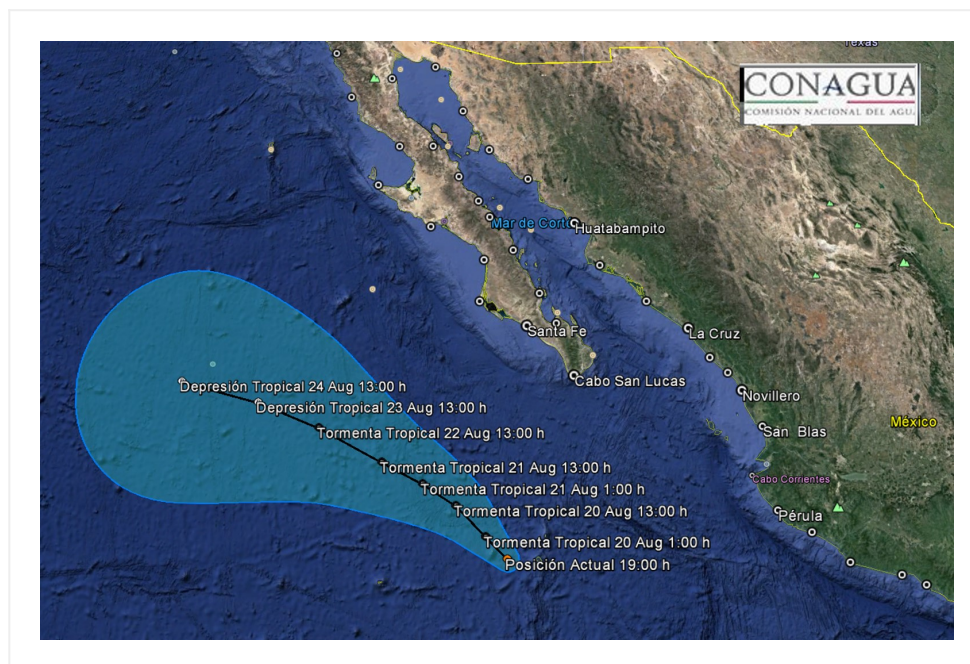 Texas
CONAGUA
COMISIÓN NACIONAL DEL AGUA
Mar de Corté
Huatabampito
Santa Fe
La Cruz
Cabo San Lucas
Depresión Tropical 24 Aug 13:00 h
Novillero
Depresión Tropical 23 Aug 13:00 h
México
San Blas
Tormenta Tropical 22 Aug 13:00 h
Tormenta Tropical 21 Aug 13:00 h
Cabo Corrientes
Tormenta Tropical 21 Aug 1:00 h
Tormenta Tropical 20 Aug 13:00 h
Pérula
Tormenta Tropical 20 Aug 1:00 h
Posición Actual 19:00 h